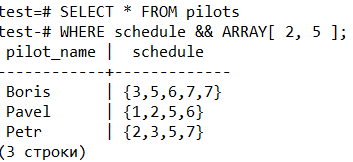 test=# SELECT * FROM pilots
test-# WHERE schedule && ARRAY[ 2, 5 ];
 pilot_name |  schedule
------------+-------------
 Boris      | {3,5,6,7,7}
 Pavel      | {1,2,5,6}
 Petr       | {2,3,5,7}
(3 строки)